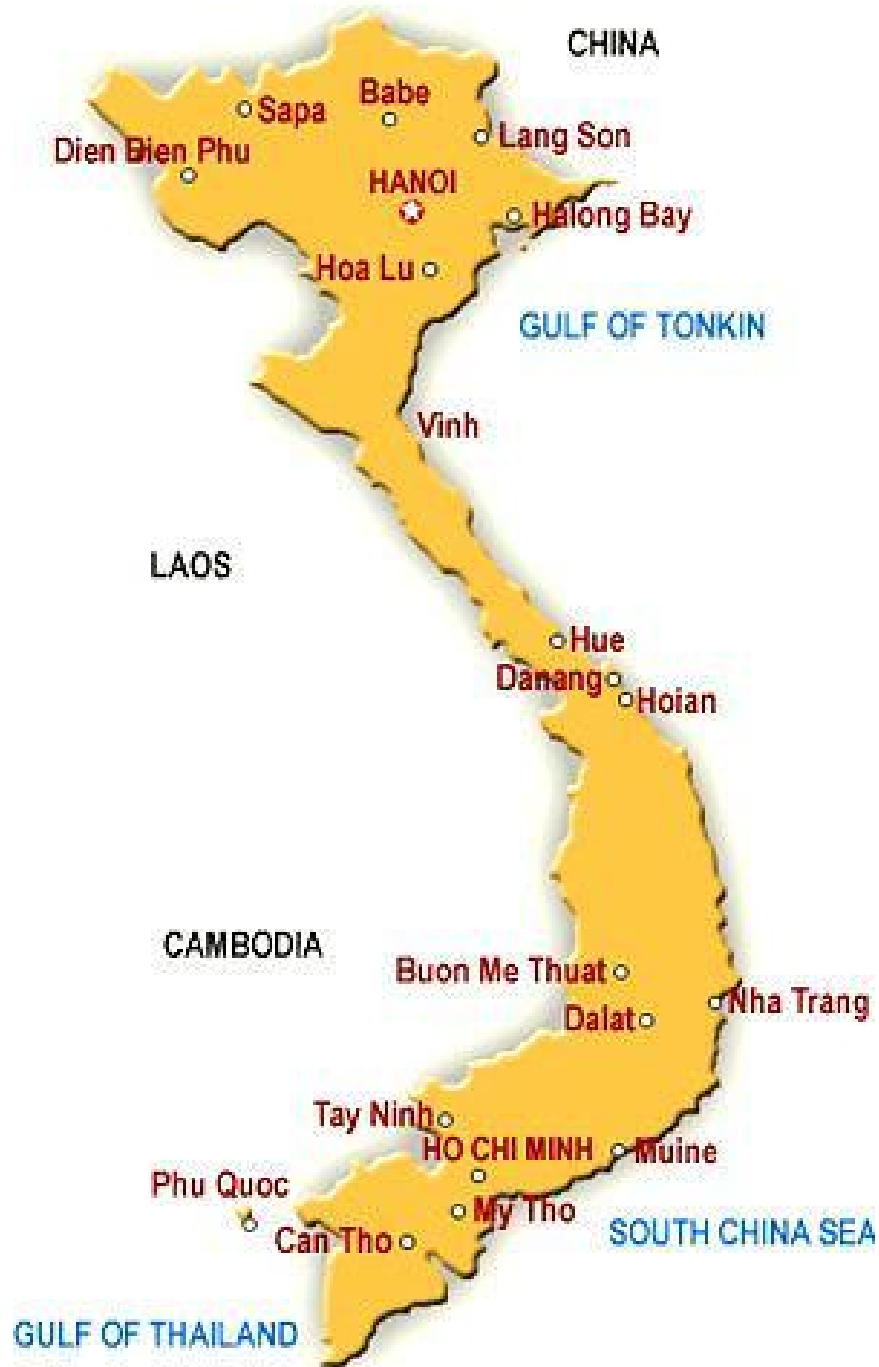 CHINA
Babe
Sapa
Lang Son
Dien Bien Phu
HANOI
Halong Bay
Hoa Lu
GULF OF TONKIN
Vinh
LAOS
Hue
Danang
Hoian
CAMBODIA
Buon Me Thuat
Nha Trang
Dalat
Tay Ninh
HO CHI MINH
Muine
Phu Quoc
My Tho
SOUTH CHINA SEA
Can Tho
GULF OF THAILAND